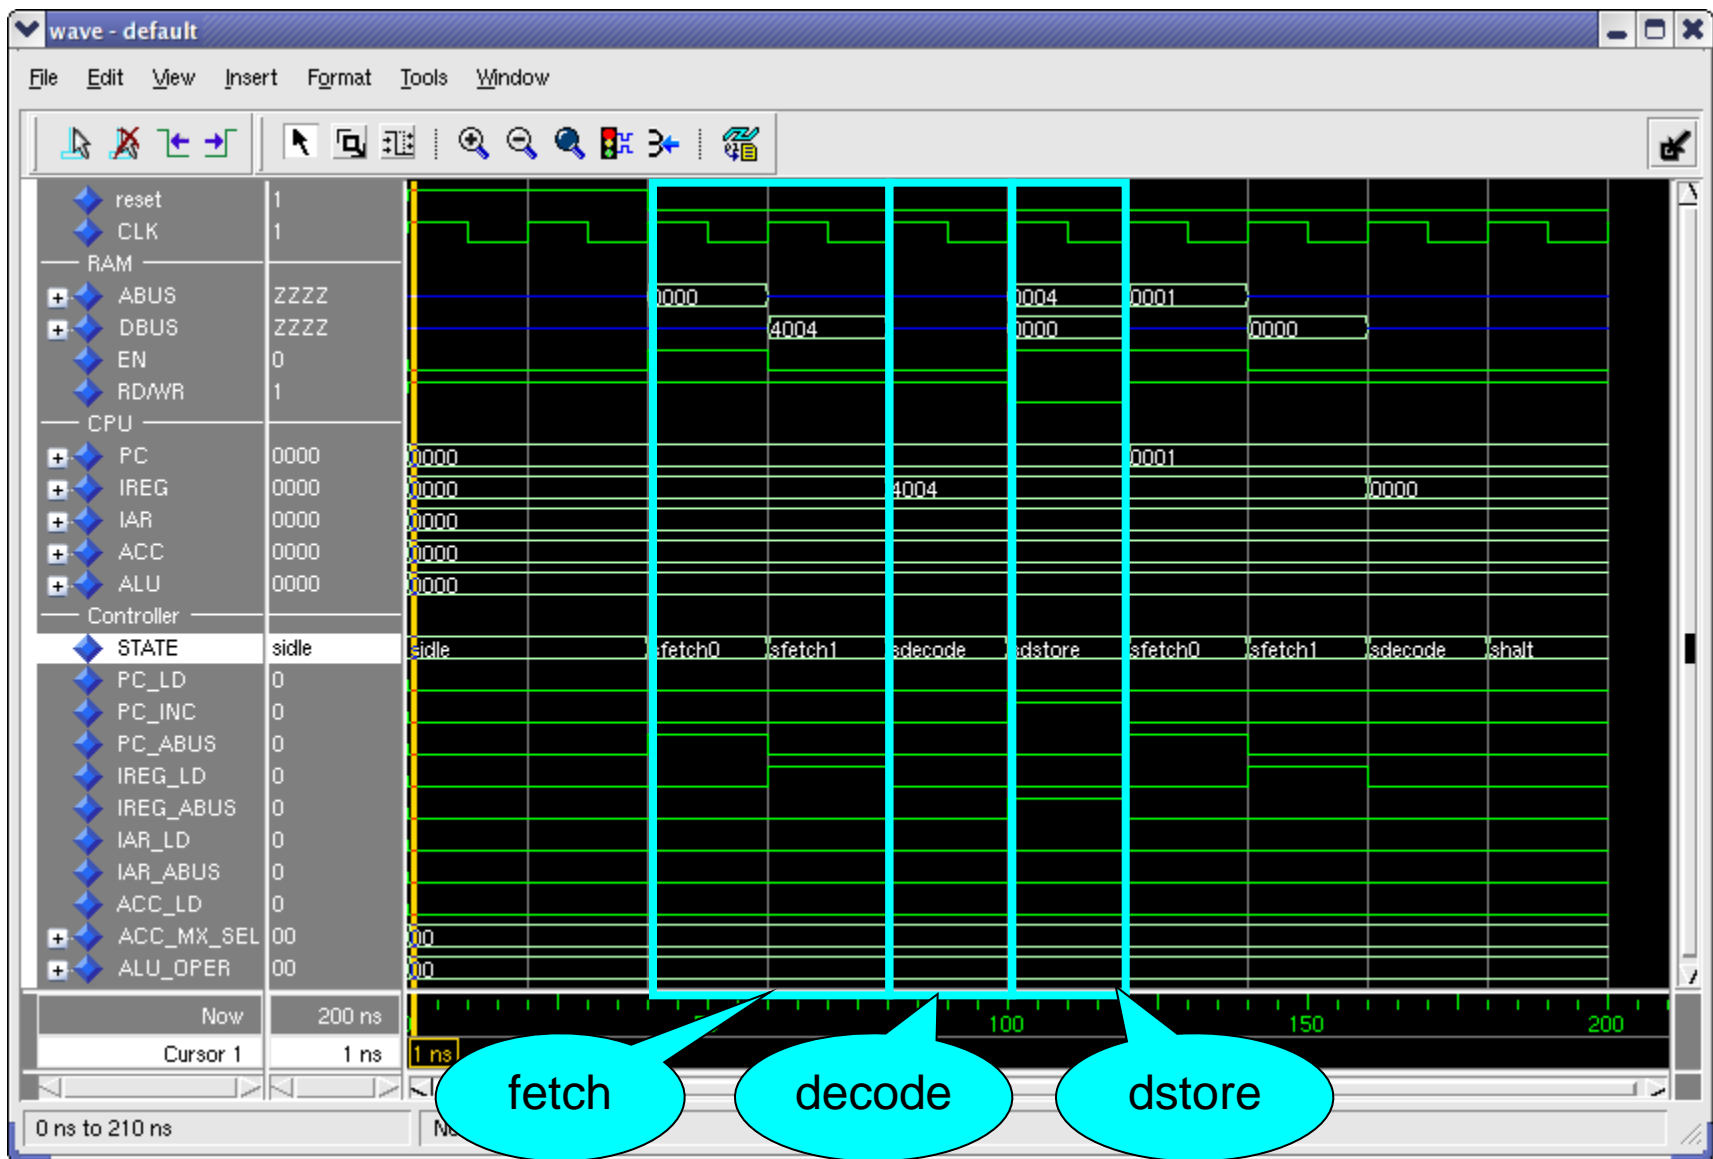 wave - default
File Edit View Insert Format Tools Window
reset 1
CLK 1
RAM
ABUS ZZZZ 0000 0004 0001
DBUS ZZZZ 4004 0000 0000
EN 0
RD/WR 1
CPU
PC 0000 0000 0001
IREG 0000 0000 4004 0000
IAR 0000 0000
ACC 0000 0000
ALU 0000 0000
Controller
STATE sidle sidle sfetch0 sfetch1 sdecode sdstore sfetch0 sfetch1 sdecode shalt
PC_LD 0
PC_INC 0
PC_ABUS 0
IREG_LD 0
IREG_ABUS 0
IAR_LD 0
IAR_ABUS 0
ACC_LD 0
ACC_MX_SEL 00 00
ALU_OPER 00 00
Now 200 ns 100 150 200
Cursor 1 1 ns 1 ns
fetch decode dstore
0 ns to 210 ns